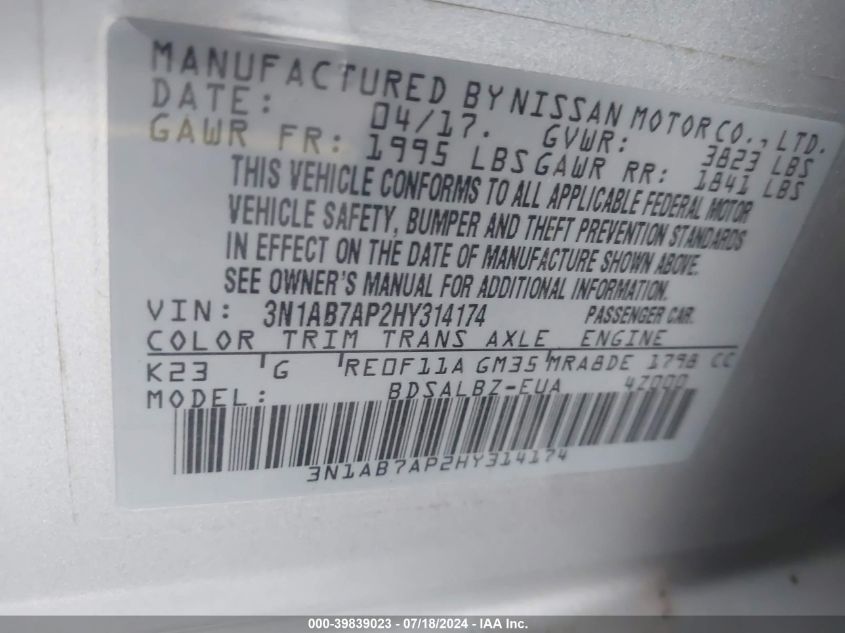 MANUFACTURED BY NISSAN MOTOR CO., LTD.
DATE: 04/17. GVWR: 3823 LBS
GAWR FR: 1995 LBS GAWR RR: 1841 LBS
THIS VEHICLE CONFORMS TO ALL APPLICABLE FEDERAL MOTOR
VEHICLE SAFETY, BUMPER AND THEFT PREVENTION STANDARDS
IN EFFECT ON THE DATE OF MANUFACTURE SHOWN ABOVE.
SEE OWNER'S MANUAL FOR ADDITIONAL INFORMATION.
VIN: 3N1AB7AP2HY314174 PASSENGER CAR.
COLOR TRIM TRANS AXLE ENGINE
K23 G RE0F11A GM35 MRA8DE 1798 CC
MODEL: BDSALBZ-EUA 4Z000
3N1AB7AP2HY314174
000-39839023 - 07/18/2024 - IAA Inc.